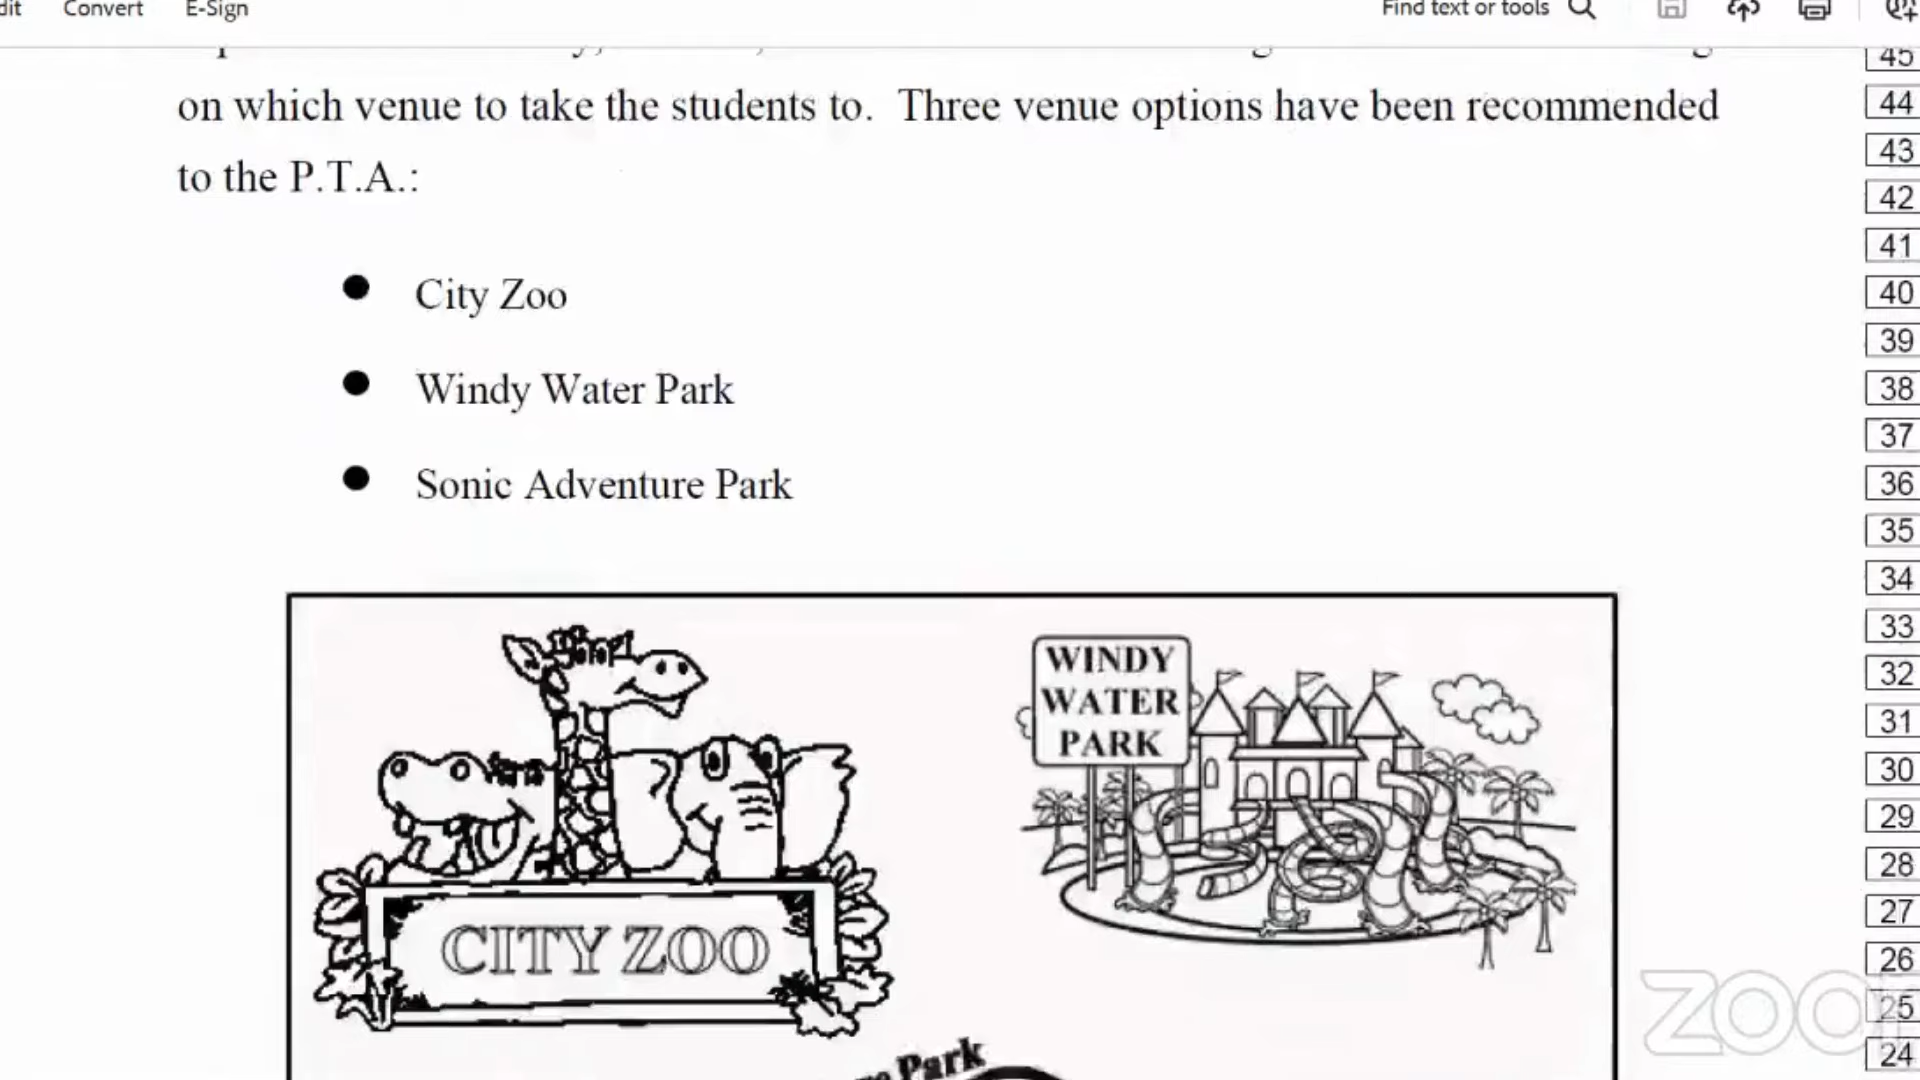 dit Convert E-Sign Find text or tools
on which venue to take the students to. Three venue options have been recommended
to the P.T.A.:
● City Zoo
● Windy Water Park
● Sonic Adventure Park
WINDY
WATER
PARK
CITY ZOO
Park
45
44
43
42
41
40
39
38
37
36
35
34
33
32
31
30
29
28
27
26
25
24
zoo